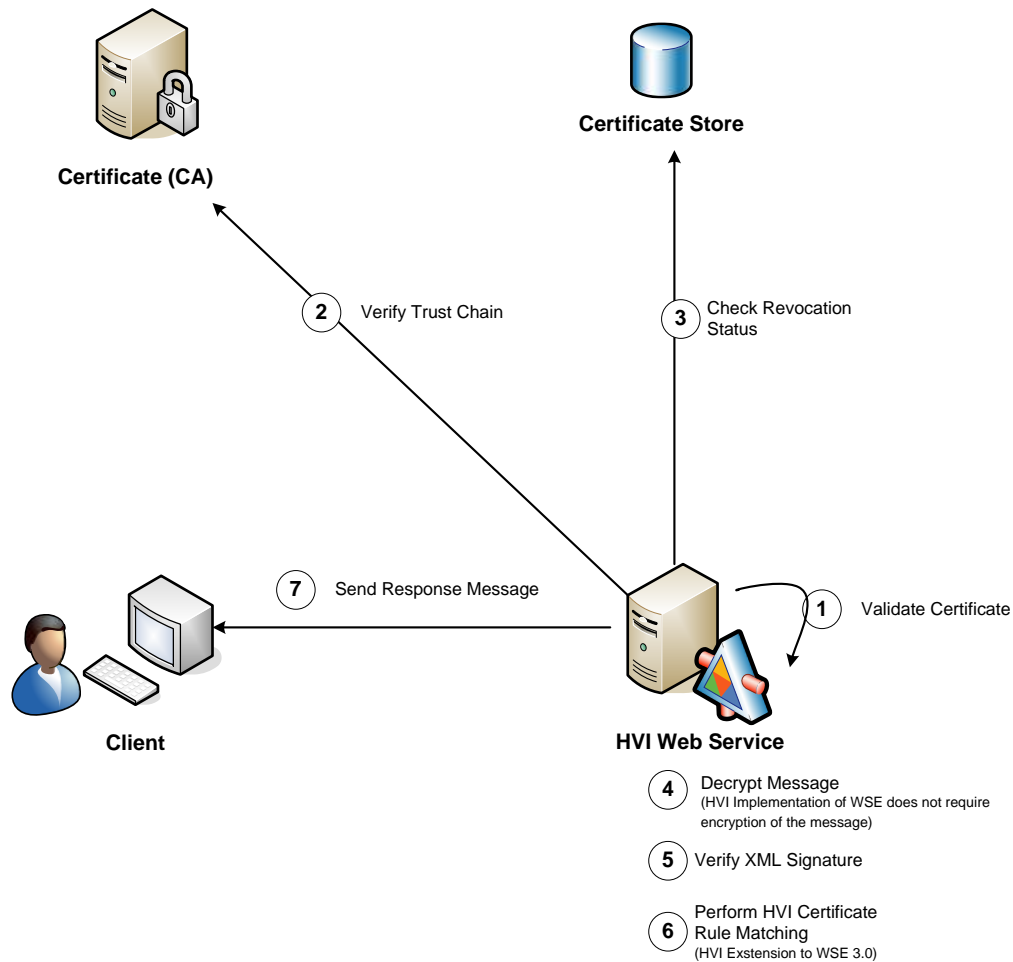 Certificate (CA)
Certificate Store
2
Verify Trust Chain
3
Check Revocation
Status
7
Send Response Message
1
Validate Certificate
Client
HVI Web Service
4
Decrypt Message
(HVI Implementation of WSE does not require
encryption of the message)
5
Verify XML Signature
6
Perform HVI Certificate
Rule Matching
(HVI Exstension to WSE 3.0)